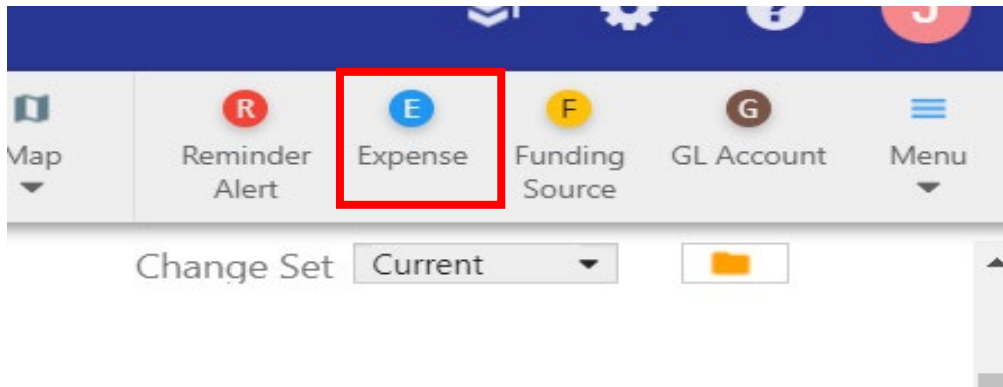 ? J
R E F G
Map Reminder Expense Funding GL Account Menu
Alert Source
Change Set Current